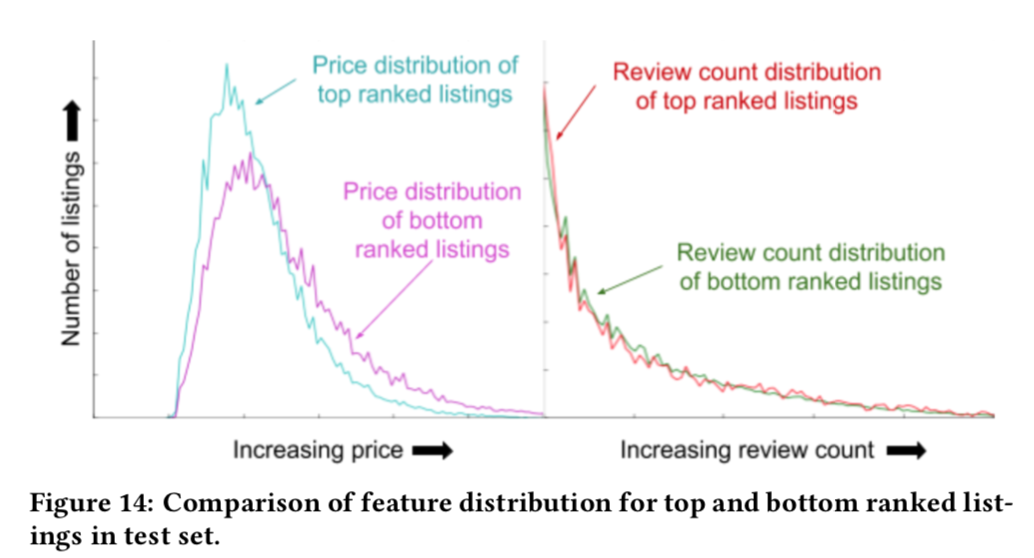 Price distribution of
top ranked listings
Review count distribution
of top ranked listings
Number of listings
Price distribution
of bottom
ranked listings
Review count distribution
of bottom ranked listings
Increasing price
Increasing review count
Figure 14: Comparison of feature distribution for top and bottom ranked list-
ings in test set.